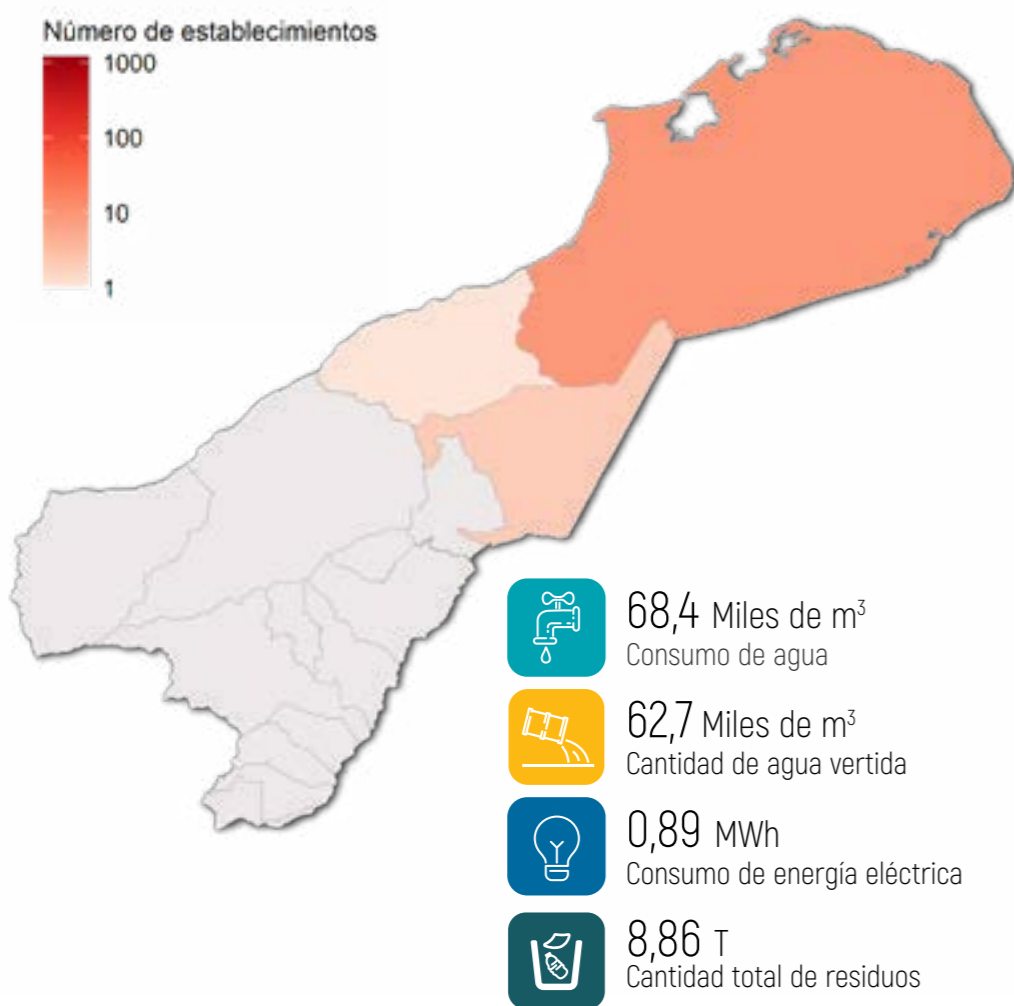 Número de establecimientos
1000
100
10
1
68,4 Miles de m³
Consumo de agua
62,7 Miles de m³
Cantidad de agua vertida
0,89 MWh
Consumo de energía eléctrica
8,86 T
Cantidad total de residuos